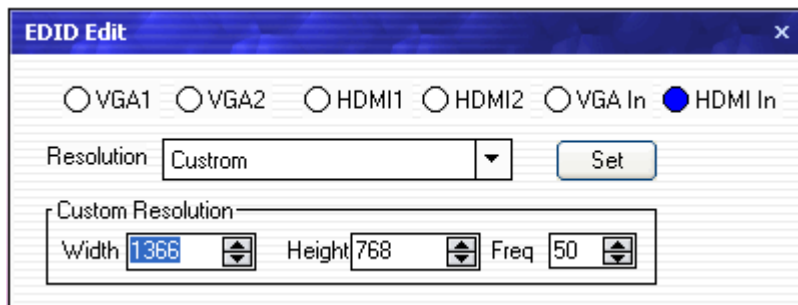 EDID Edit
VGA1 VGA2 HDMI1 HDMI2 VGA In HDMI In
Resolution Custrom Set
Custom Resolution
Width 1366 Height 768 Freq 50